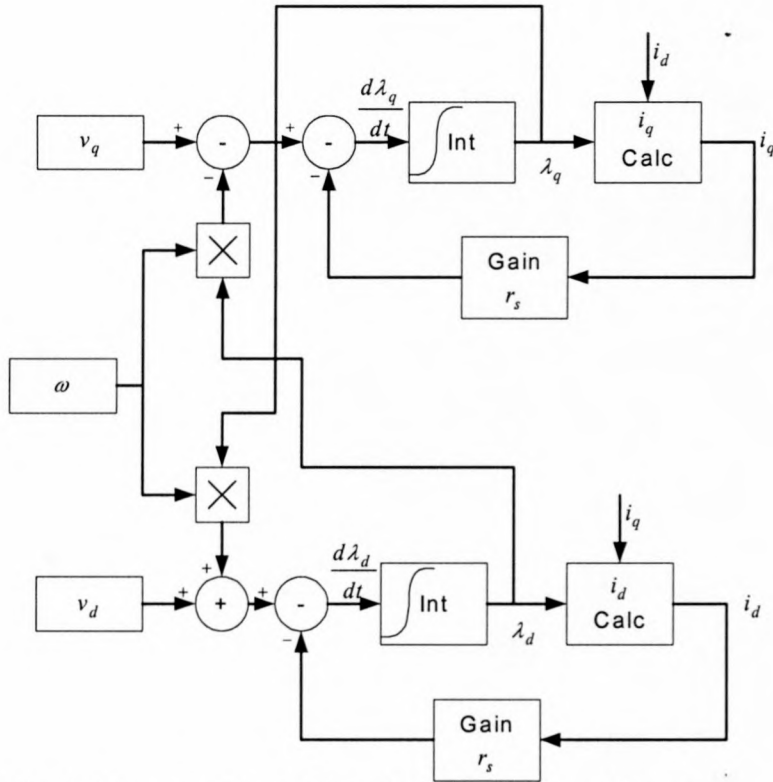 i_d
dλ_q
dt
v_q
+
-
+
-
Int
i_q
Calc
i_q
−
−
λ_q
×
Gain
r_s
ω
×
i_q
dλ_d
dt
+
v_d
+
+
+
-
Int
i_d
Calc
i_d
−
λ_d
Gain
r_s